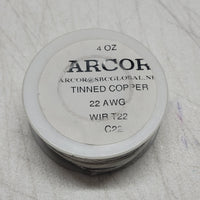 4 OZ
ARCOR
ARCOR@SBCGLOBAL.NE
TINNED COPPER
22 AWG
WIR T22
C22